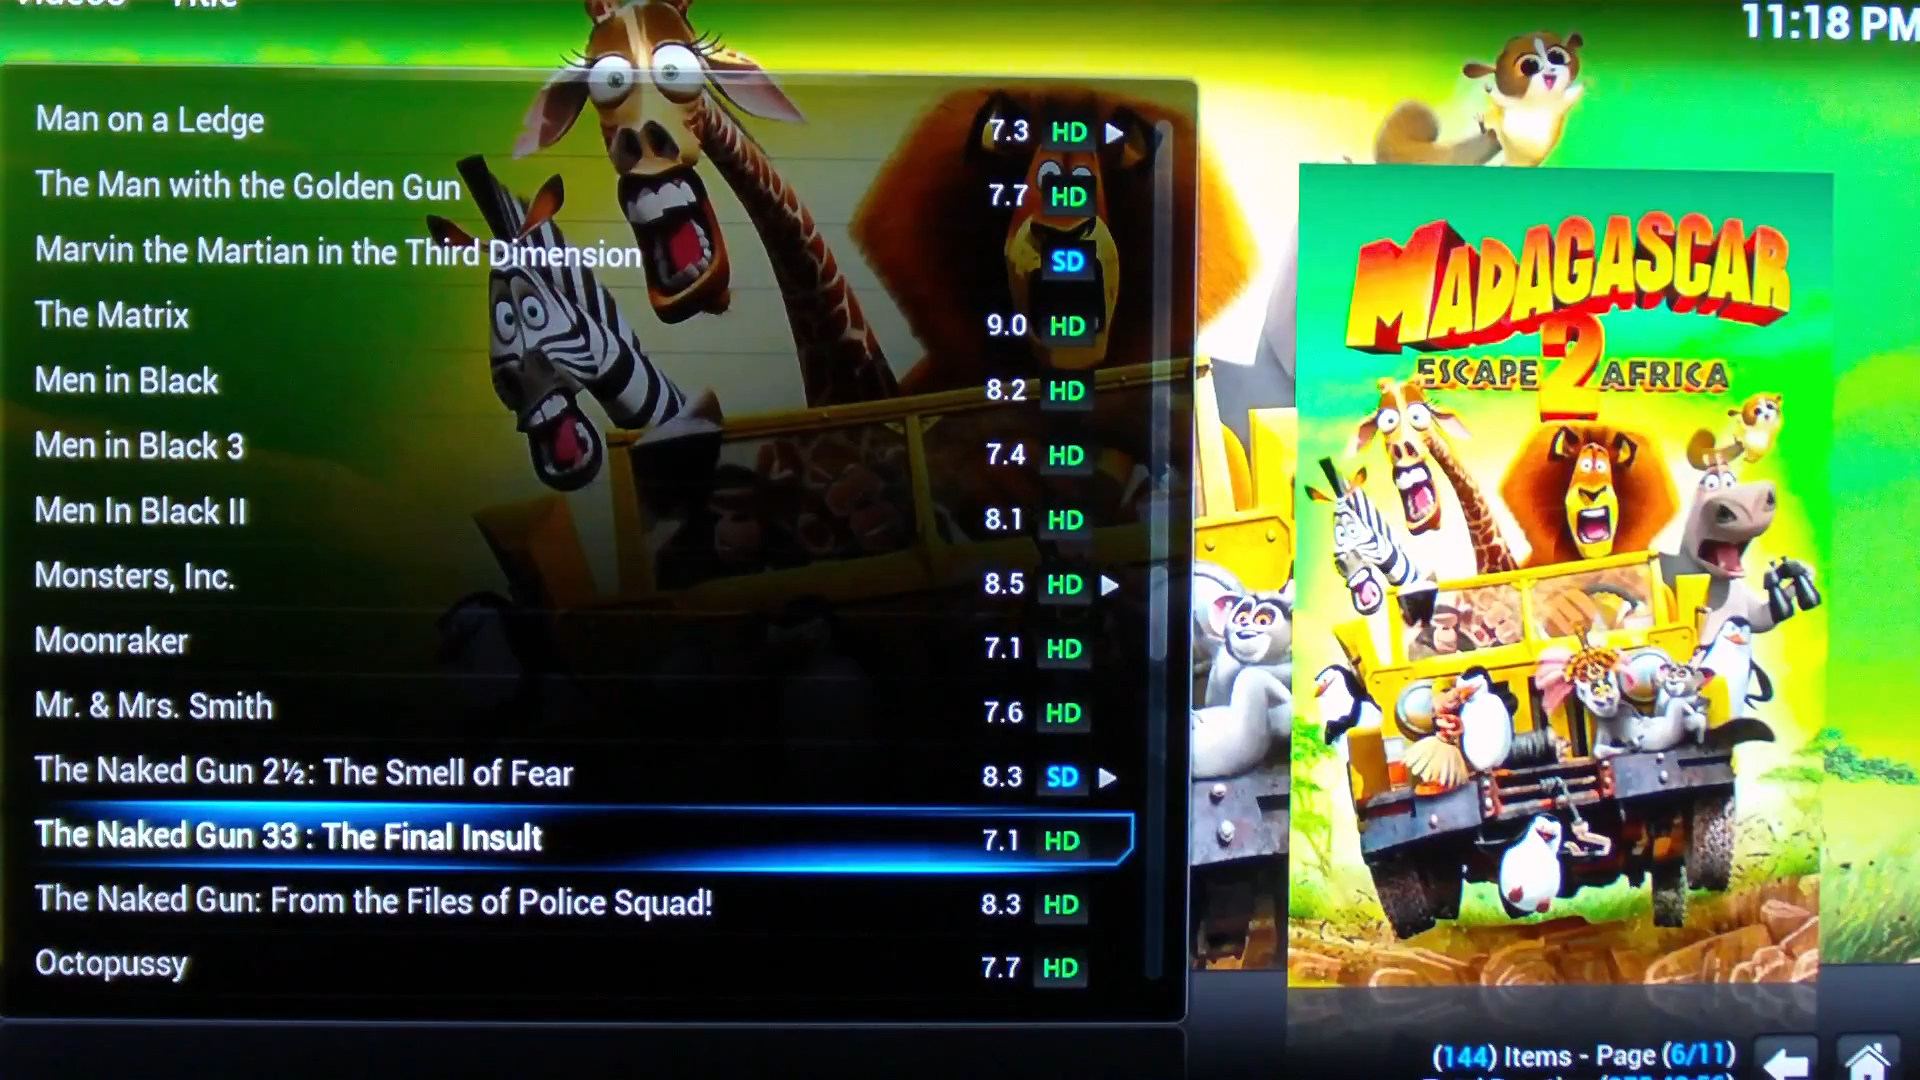 Videos - Title
11:18 PM
Man on a Ledge 7.3 HD
The Man with the Golden Gun 7.7 HD
Marvin the Martian in the Third Dimension SD
The Matrix 9.0 HD
Men in Black 8.2 HD
Men in Black 3 7.4 HD
Men In Black II 8.1 HD
Monsters, Inc. 8.5 HD
Moonraker 7.1 HD
Mr. & Mrs. Smith 7.6 HD
The Naked Gun 2½: The Smell of Fear 8.3 SD
The Naked Gun 33 : The Final Insult 7.1 HD
The Naked Gun: From the Files of Police Squad! 8.3 HD
Octopussy 7.7 HD
MADAGASCAR
ESCAPE 2 AFRICA
(144) Items - Page (6/11)